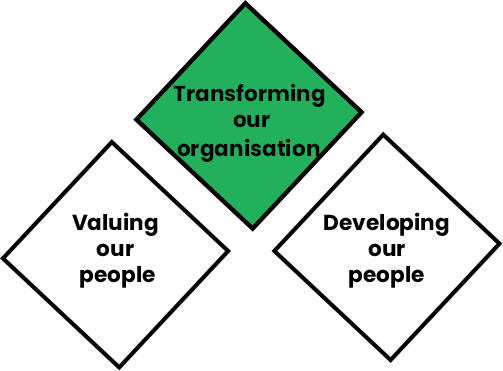 Transforming
our
organisation
Valuing
our
people
Developing
our
people